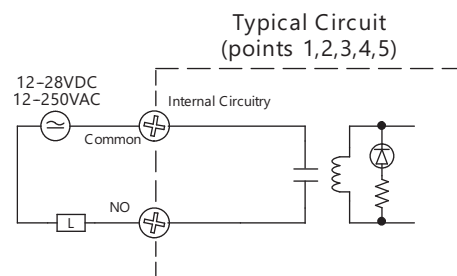 Typical Circuit
(points 1,2,3,4,5)
12-28VDC
12-250VAC
Internal Circuitry
Common
NO
L